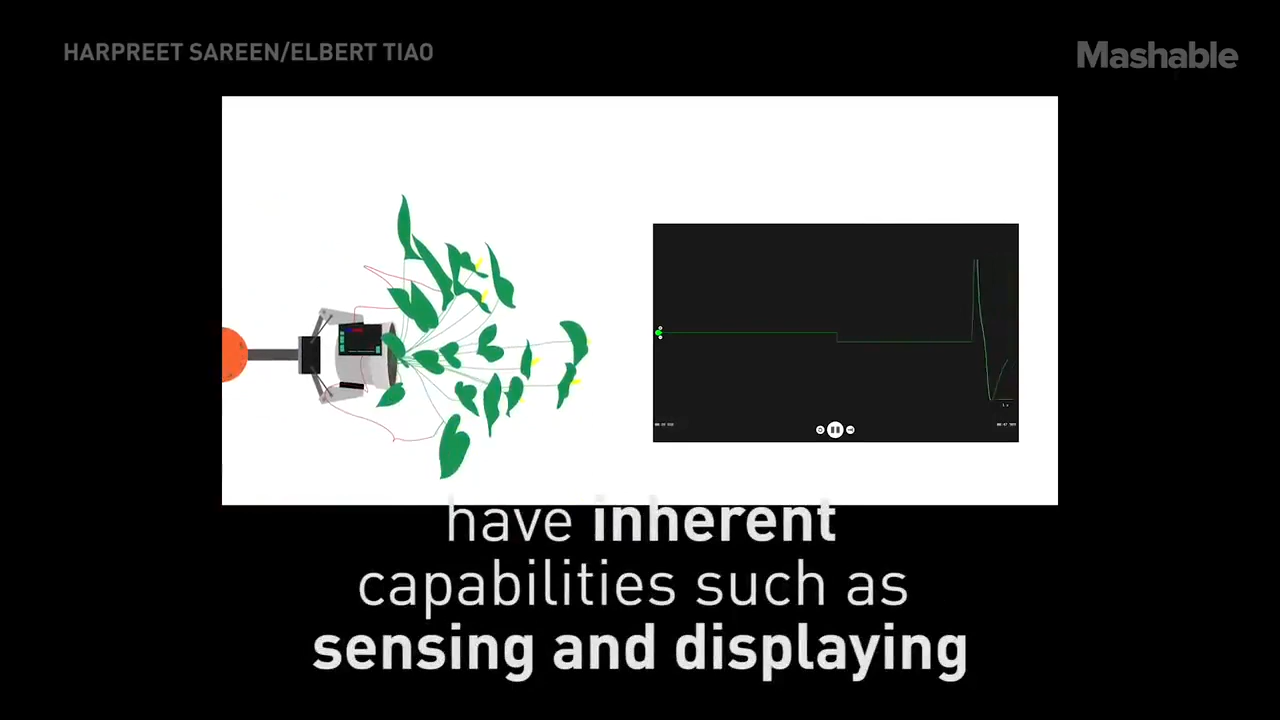 HARPREET SAREEN/ELBERT TIAO
Mashable
have inherent
capabilities such as
sensing and displaying